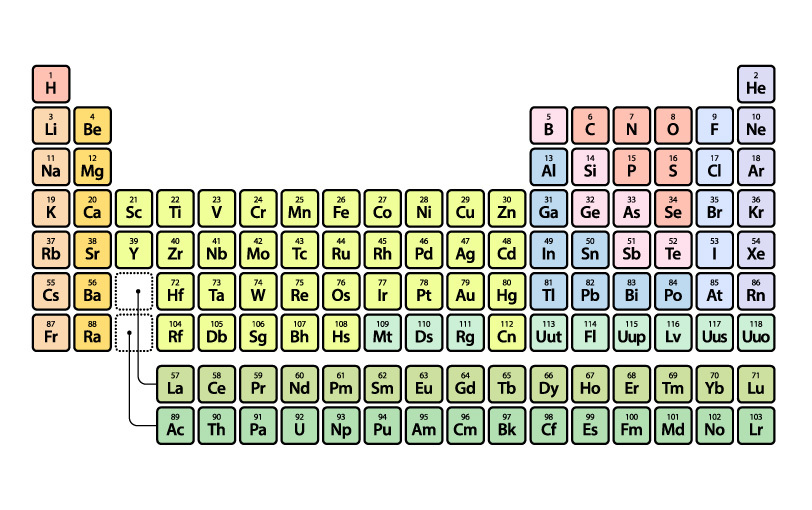 1 2
H He
3 4 5 6 7 8 9 10
Li Be B C N O F Ne
11 12 13 14 15 16 17 18
Na Mg Al Si P S Cl Ar
19 20 21 22 23 24 25 26 27 28 29 30 31 32 33 34 35 36
K Ca Sc Ti V Cr Mn Fe Co Ni Cu Zn Ga Ge As Se Br Kr
37 38 39 40 41 42 43 44 45 46 47 48 49 50 51 52 53 54
Rb Sr Y Zr Nb Mo Tc Ru Rh Pd Ag Cd In Sn Sb Te I Xe
55 56 72 73 74 75 76 77 78 79 80 81 82 83 84 85 86
Cs Ba Hf Ta W Re Os Ir Pt Au Hg Tl Pb Bi Po At Rn
87 88 104 105 106 107 108 109 110 111 112 113 114 115 116 117 118
Fr Ra Rf Db Sg Bh Hs Mt Ds Rg Cn Uut Fl Uup Lv Uus Uuo
57 58 59 60 61 62 63 64 65 66 67 68 69 70 71
La Ce Pr Nd Pm Sm Eu Gd Tb Dy Ho Er Tm Yb Lu
89 90 91 92 93 94 95 96 97 98 99 100 101 102 103
Ac Th Pa U Np Pu Am Cm Bk Cf Es Fm Md No Lr